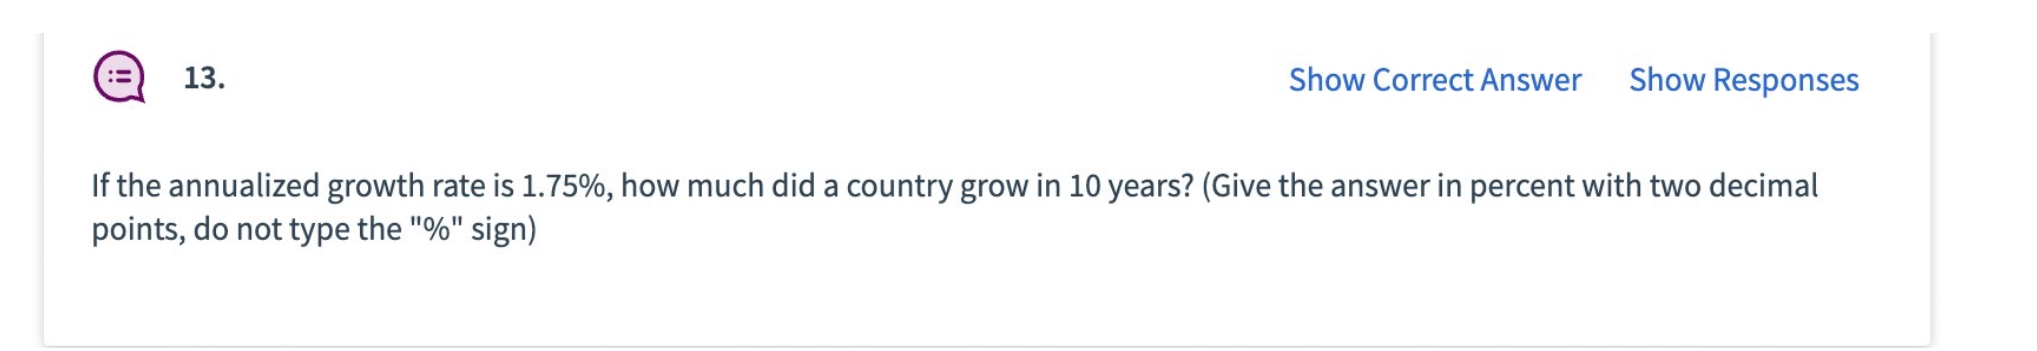 13.
Show Correct Answer
Show Responses
If the annualized growth rate is 1.75%, how much did a country grow in 10 years? (Give the answer in percent with two decimal
points, do not type the "%" sign)